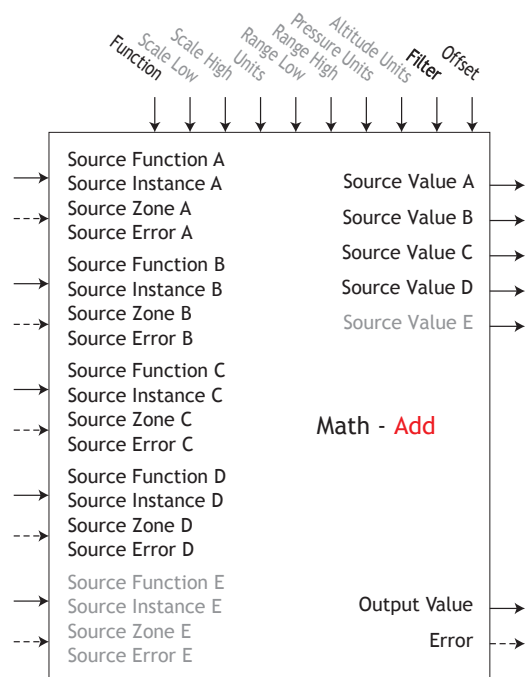 Function
Scale Low
Scale High
Units
Range Low
Range High
Pressure Units
Altitude Units
Filter
Offset
Source Function A
Source Instance A
Source Zone A
Source Error A
Source Function B
Source Instance B
Source Zone B
Source Error B
Source Function C
Source Instance C
Source Zone C
Source Error C
Source Function D
Source Instance D
Source Zone D
Source Error D
Source Function E
Source Instance E
Source Zone E
Source Error E
Source Value A
Source Value B
Source Value C
Source Value D
Source Value E
Math - Add
Output Value
Error